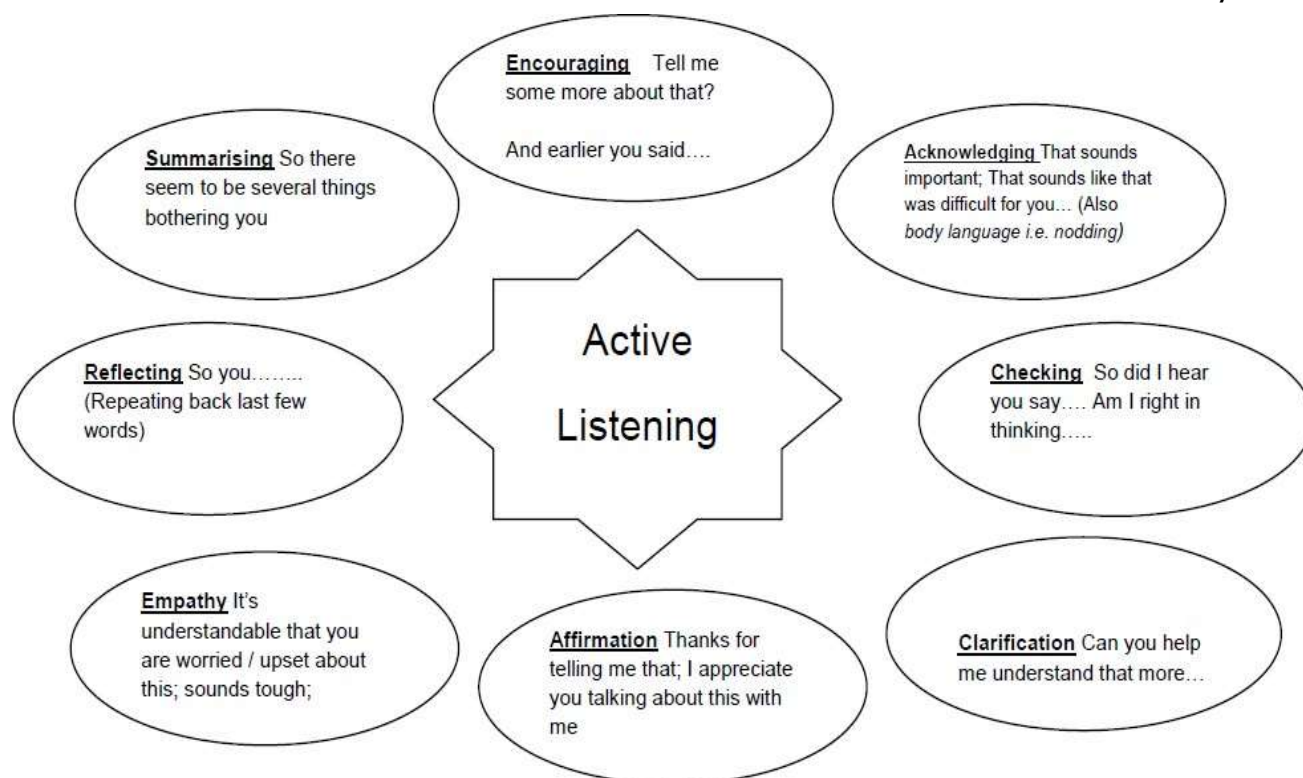 Encouraging Tell me
some more about that?
And earlier you said….
Summarising So there
seem to be several things
bothering you
Acknowledging That sounds
important; That sounds like that
was difficult for you… (Also
body language i.e. nodding)
Active
Listening
Reflecting So you……..
(Repeating back last few
words)
Checking So did I hear
you say…. Am I right in
thinking…..
Empathy It's
understandable that you
are worried / upset about
this; sounds tough;
Affirmation Thanks for
telling me that; I appreciate
you talking about this with
me
Clarification Can you help
me understand that more…